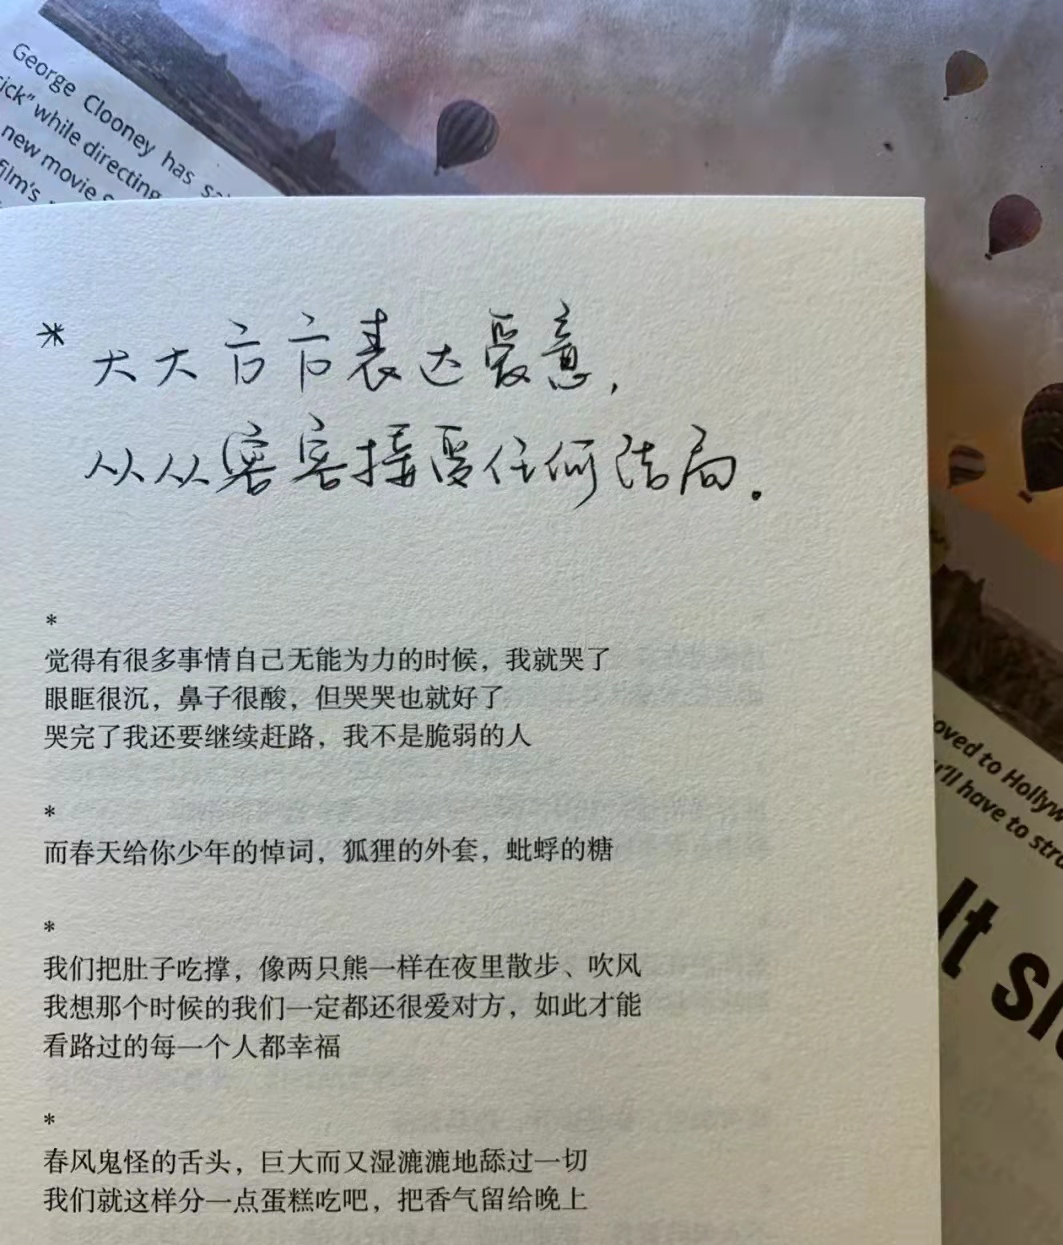 George Clooney has
ick" while directing
new movie
film's
* 大大方方表达爱意,
从从容容接受任何结局.
*
觉得有很多事情自己无能为力的时候，我就哭了
眼眶很沉，鼻子很酸，但哭哭也就好了
哭完了我还要继续赶路，我不是脆弱的人
*
而春天给你少年的悼词，狐狸的外套，蚍蜉的糖
*
我们把肚子吃撑，像两只熊一样在夜里散步、吹风
我想那个时候的我们一定都还很爱对方，如此才能
看路过的每一个人都幸福
*
春风鬼怪的舌头，巨大而又湿漉漉地舔过一切
我们就这样分一点蛋糕吃吧，把香气留给晚上
oved to Hollyw
u'll have to stra
It sl